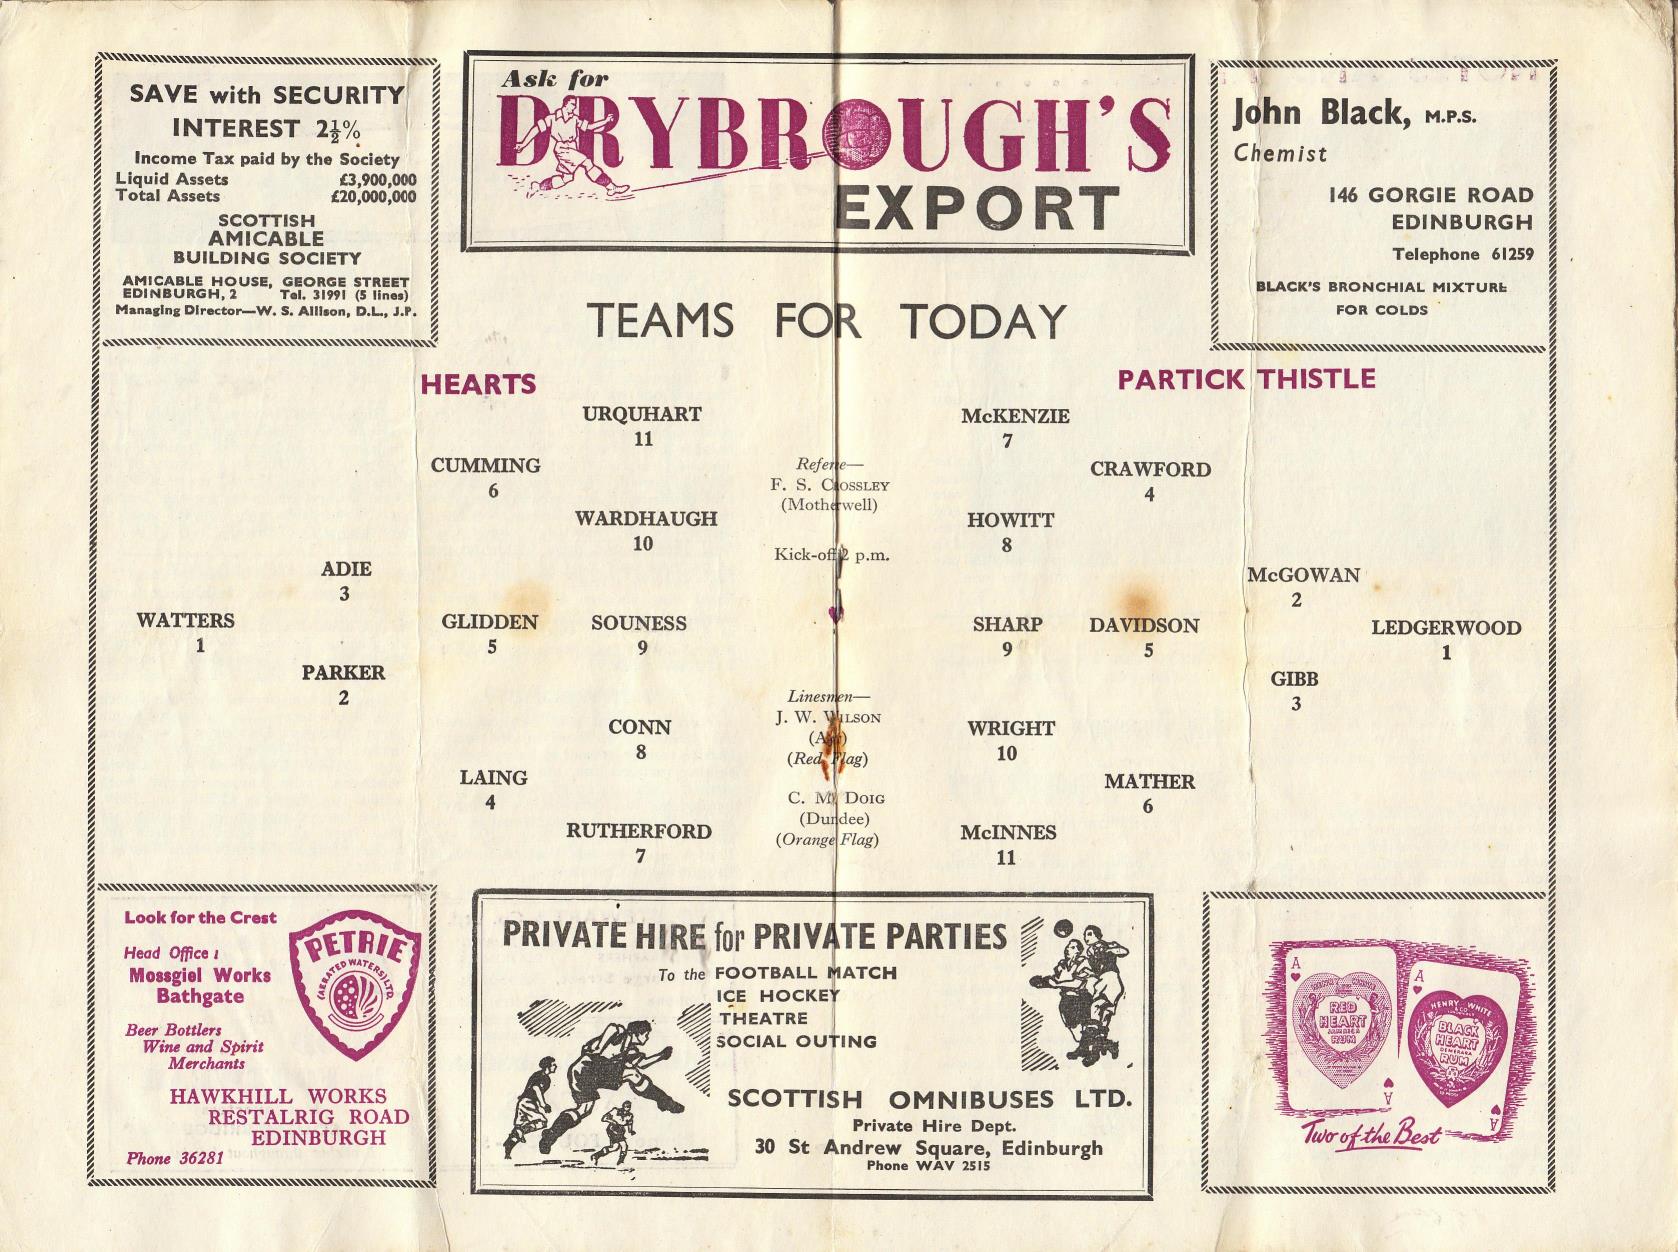 SAVE with SECURITY
INTEREST 2½%
Income Tax paid by the Society
Liquid Assets £3,900,000
Total Assets £20,000,000
SCOTTISH
AMICABLE
BUILDING SOCIETY
AMICABLE HOUSE, GEORGE STREET
EDINBURGH, 2 Tel. 31991 (5 lines)
Managing Director—W. S. Allison, D.L., J.P.
Ask for
DRYBROUGH'S
EXPORT
John Black, M.P.S.
Chemist
146 GORGIE ROAD
EDINBURGH
Telephone 61259
BLACK'S BRONCHIAL MIXTURE
FOR COLDS
TEAMS FOR TODAY
HEARTS
URQUHART
11
CUMMING
6
WARDHAUGH
10
ADIE
3
WATTERS
1
GLIDDEN
5
SOUNESS
9
PARKER
2
CONN
8
LAING
4
RUTHERFORD
7
Referee—
F. S. CROSSLEY
(Motherwell)
Kick-off 2 p.m.
Linesmen—
J. W. WILSON
(Ayr)
(Red Flag)
C. M. DOIG
(Dundee)
(Orange Flag)
PARTICK THISTLE
McKENZIE
7
CRAWFORD
4
HOWITT
8
McGOWAN
2
SHARP
9
DAVIDSON
5
LEDGERWOOD
1
GIBB
3
WRIGHT
10
MATHER
6
McINNES
11
Look for the Crest
Head Office :
Mossgiel Works
Bathgate
Beer Bottlers
Wine and Spirit
Merchants
PETRIE
(AERATED WATERS) LTD.
HAWKHILL WORKS
RESTALRIG ROAD
EDINBURGH
Phone 36281
PRIVATE HIRE for PRIVATE PARTIES
To the FOOTBALL MATCH
ICE HOCKEY
THEATRE
SOCIAL OUTING
SCOTTISH OMNIBUSES LTD.
Private Hire Dept.
30 St Andrew Square, Edinburgh
Phone WAV 2515
A
RED
HEART
JAMAICA
RUM
A
A
HENRY WHITE
& CO
BLACK
HEART
DEMERARA
RUM
A
Two of the Best